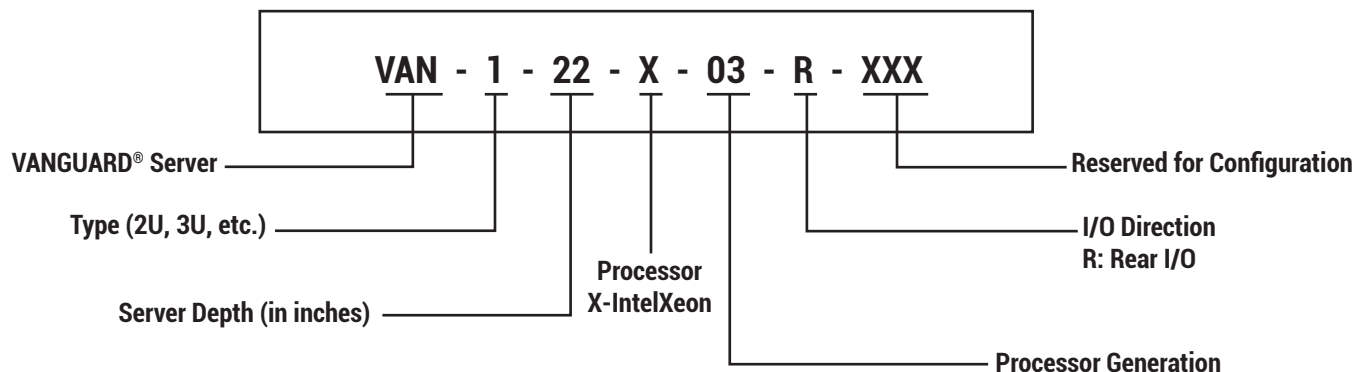 VAN - 1 - 22 - X - 03 - R - XXX
VANGUARD® Server
Reserved for Configuration
Type (2U, 3U, etc.)
I/O Direction
R: Rear I/O
Processor
X-IntelXeon
Server Depth (in inches)
Processor Generation